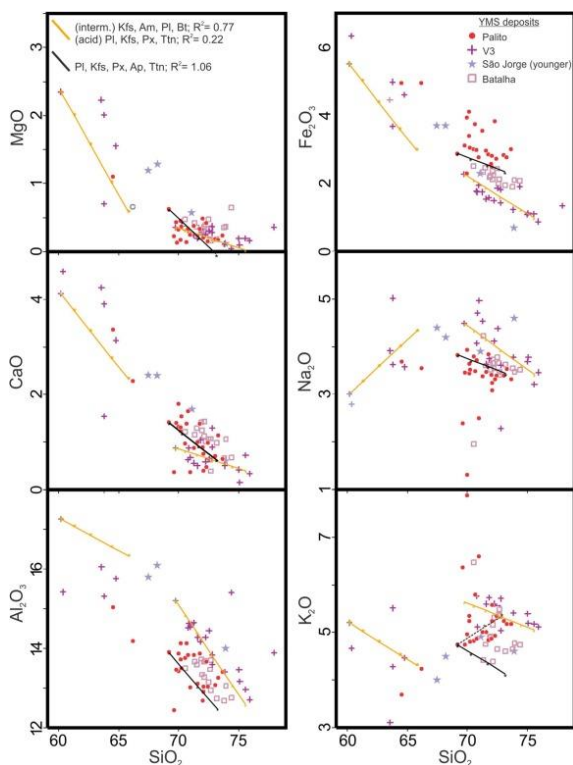 (interm.) Kfs, Am, Pl, Bt; R²= 0.77
(acid) Pl, Kfs, Px, Ttn; R²= 0.22
Pl, Kfs, Px, Ap, Ttn; R²= 1.06
YMS deposits
Palito
V3
São Jorge (younger)
Batalha
MgO
3
2
1
0
Fe₂O₃
6
4
2
0
CaO
4
2
0
Na₂O
5
3
1
Al₂O₃
16
14
12
K₂O
7
5
3
60 65 70 75
SiO₂
60 65 70 75
SiO₂